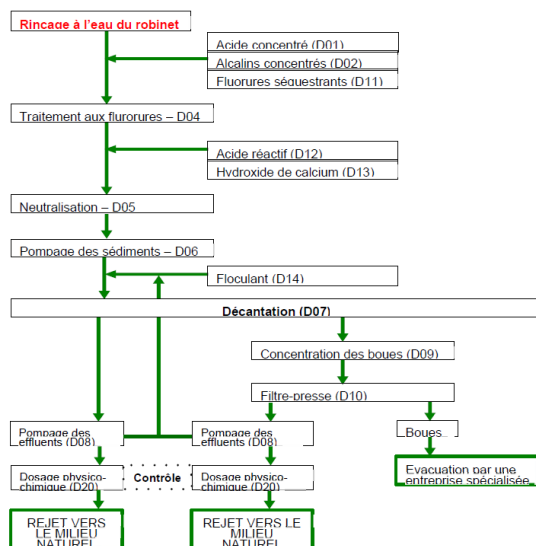 Rinçage à l'eau du robinet
Acide concentré (D01)
Alcalins concentrés (D02)
Fluorures séquestrants (D11)
Traitement aux flurorures – D04
Acide réactif (D12)
Hydroxide de calcium (D13)
Neutralisation – D05
Pompage des sédiments – D06
Floculant (D14)
Décantation (D07)
Concentration des boues (D09)
Filtre-presse (D10)
Pompage des
effluents (D08)
Pompage des
effluents (D08)
Boues
Dosage physico-
chimique (D20)
Contrôle
Dosage physico-
chimique (D20)
Evacuation par une
entreprise spécialisée
REJET VERS
LE MILIEU
NATUREL
REJET VERS LE
MILIEU
NATUREL